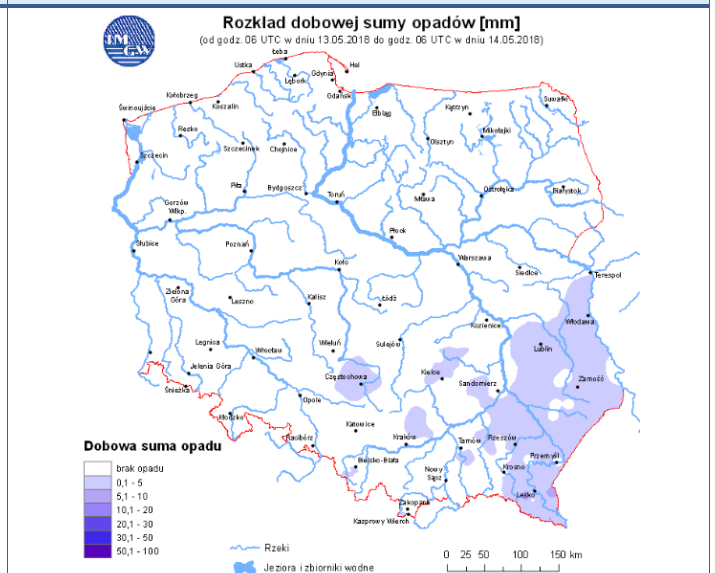 IM
GW
Rozkład dobowej sumy opadów [mm]
(od godz. 06 UTC w dniu 13.05.2018 do godz. 06 UTC w dniu 14.05.2018)
Łeba
Ustka
Hel
Gdynia
Lębork
Gdańsk
Kołobrzeg
Koszalin
Świnoujście
Suwałki
Kętrzyn
Elbląg
Resko
Mikołajki
Olsztyn
Szczecinek
Chojnice
Szczecin
Piła
Bydgoszcz
Toruń
Mława
Ostrołęka
Białystok
Gorzów
Wlkp.
Płock
Słubice
Poznań
Koło
Warszawa
Siedlce
Terespol
Zielona
Góra
Leszno
Kalisz
Łódź
Kozienice
Włodawa
Legnica
Wrocław
Wieluń
Sulejów
Lublin
Jelenia Góra
Kielce
Częstochowa
Sandomierz
Zamość
Śnieżka
Opole
Kłodzko
Katowice
Racibórz
Kraków
Tarnów
Rzeszów
Przemyśl
Bielsko-Biała
Nowy
Sącz
Krosno
Lesko
Zakopane
Kasprowy Wierch
Dobowa suma opadu
brak opadu
0,1 - 5
5,1 - 10
10,1 - 20
20,1 - 30
30,1 - 50
50,1 - 100
Rzeki
Jeziora i zbiorniki wodne
0 25 50 100 150 km